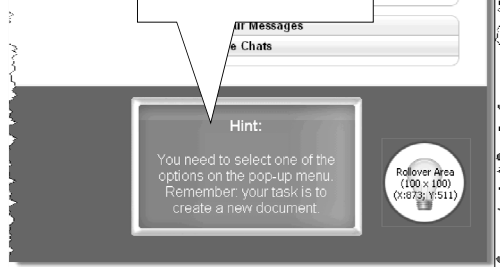 ur Messages
e Chats
Hint:
You need to select one of the
options on the pop-up menu.
Remember: your task is to
create a new document.
Rollover Area
(100 x 100)
(X:873; Y:511)